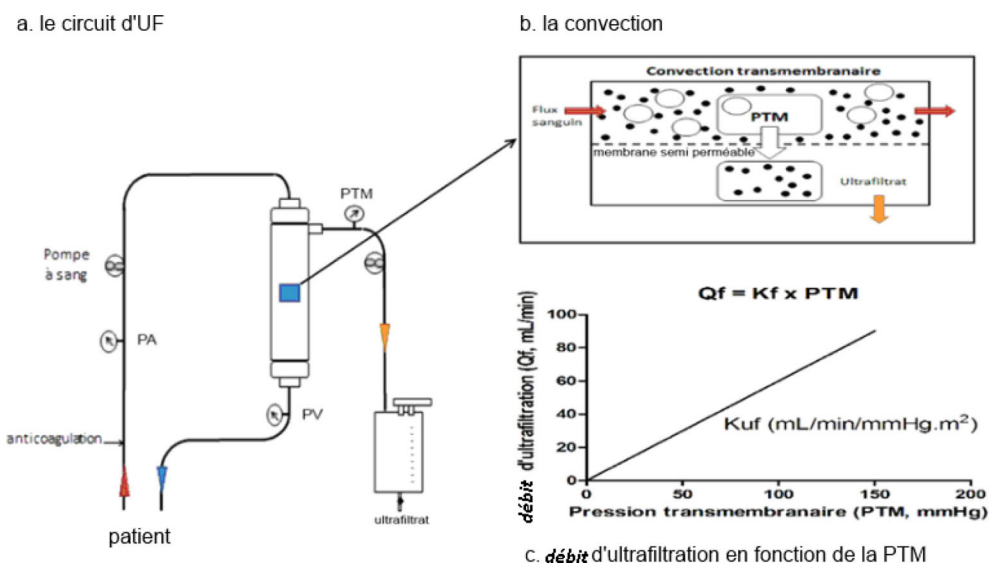 a. le circuit d'UF
PTM
Pompe
à sang
PA
PV
anticoagulation
patient
ultrafiltrat
b. la convection
Convection transmembranaire
Flux
sanguin
PTM
membrane semi perméable
Ultrafiltrat
Qf = Kf x PTM
débit d'ultrafiltration (Qf, mL/min)
100
80
60
40
20
0
Kuf (mL/min/mmHg.m²)
0 50 100 150 200
Pression transmembranaire (PTM, mmHg)
c. débit d'ultrafiltration en fonction de la PTM